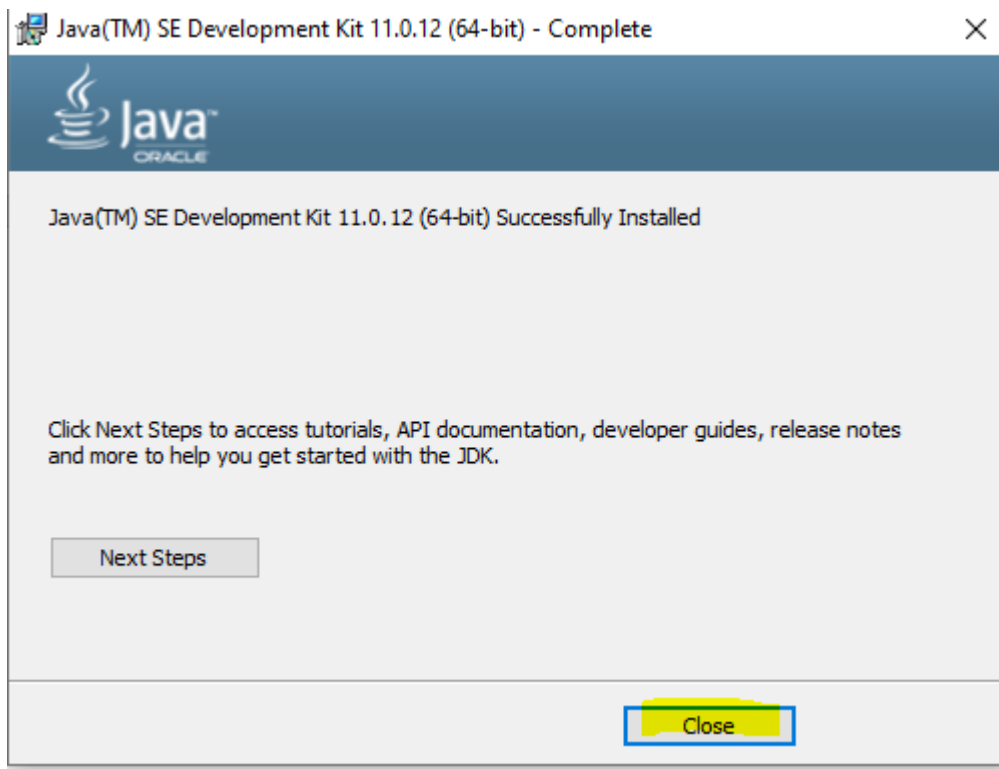 Java(TM) SE Development Kit 11.0.12 (64-bit) - Complete
Java™
ORACLE
Java(TM) SE Development Kit 11.0.12 (64-bit) Successfully Installed
Click Next Steps to access tutorials, API documentation, developer guides, release notes
and more to help you get started with the JDK.
Next Steps
Close